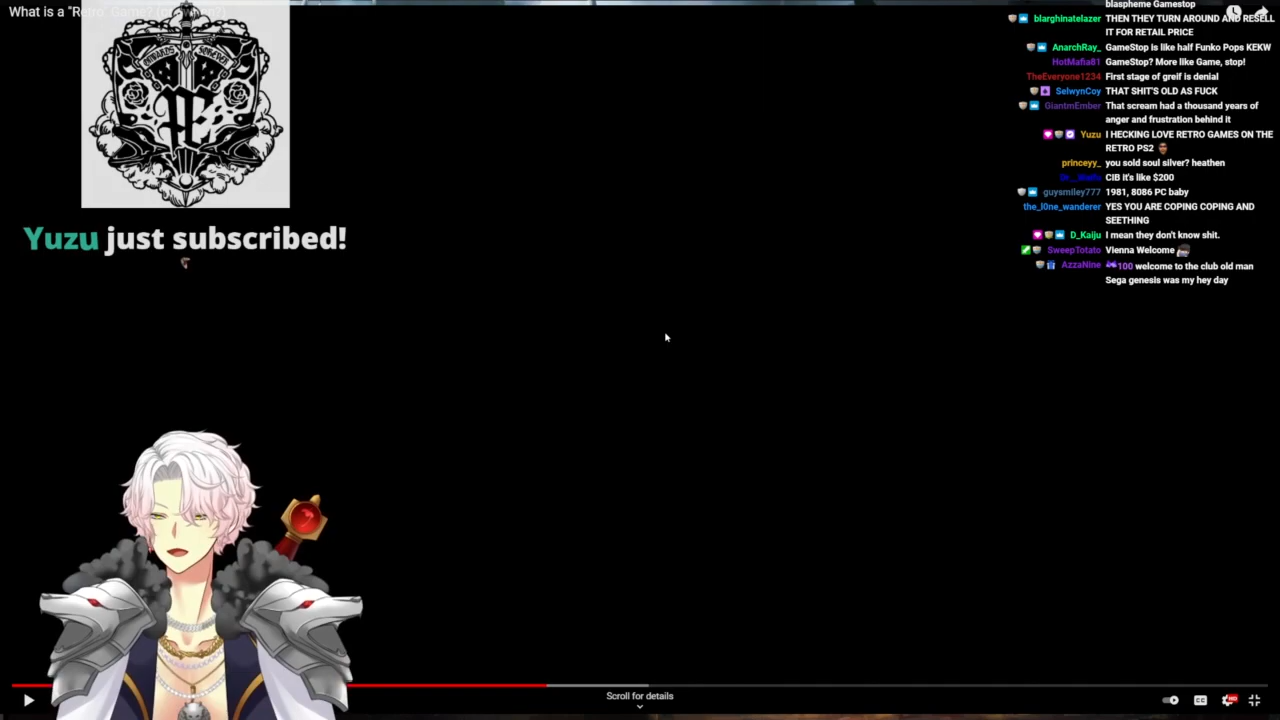 What is a "Retro" Game?
ONWARDS
FE
Yuzu just subscribed!
blaspheme Gamestop
blarghinatelazer THEN THEY TURN AROUND AND RESELL
IT FOR RETAIL PRICE
AnarchRay_ GameStop is like half Funko Pops KEKW
HotMafia81 GameStop? More like Game, stop!
TheEveryone1234 First stage of greif is denial
SelwynCoy THAT SHIT'S OLD AS FUCK
GiantmEmber That scream had a thousand years of
anger and frustration behind it
Yuzu I HECKING LOVE RETRO GAMES ON THE
RETRO PS2
princeyy_ you sold soul silver? heathen
CIB it's like $200
guysmiley777 1981, 8086 PC baby
the_l0ne_wanderer YES YOU ARE COPING COPING AND
SEETHING
D_Kaiju I mean they don't know shit.
SweepTotato Vienna Welcome
AzzaNine 100 welcome to the club old man
Sega genesis was my hey day
Scroll for details
CC
HD